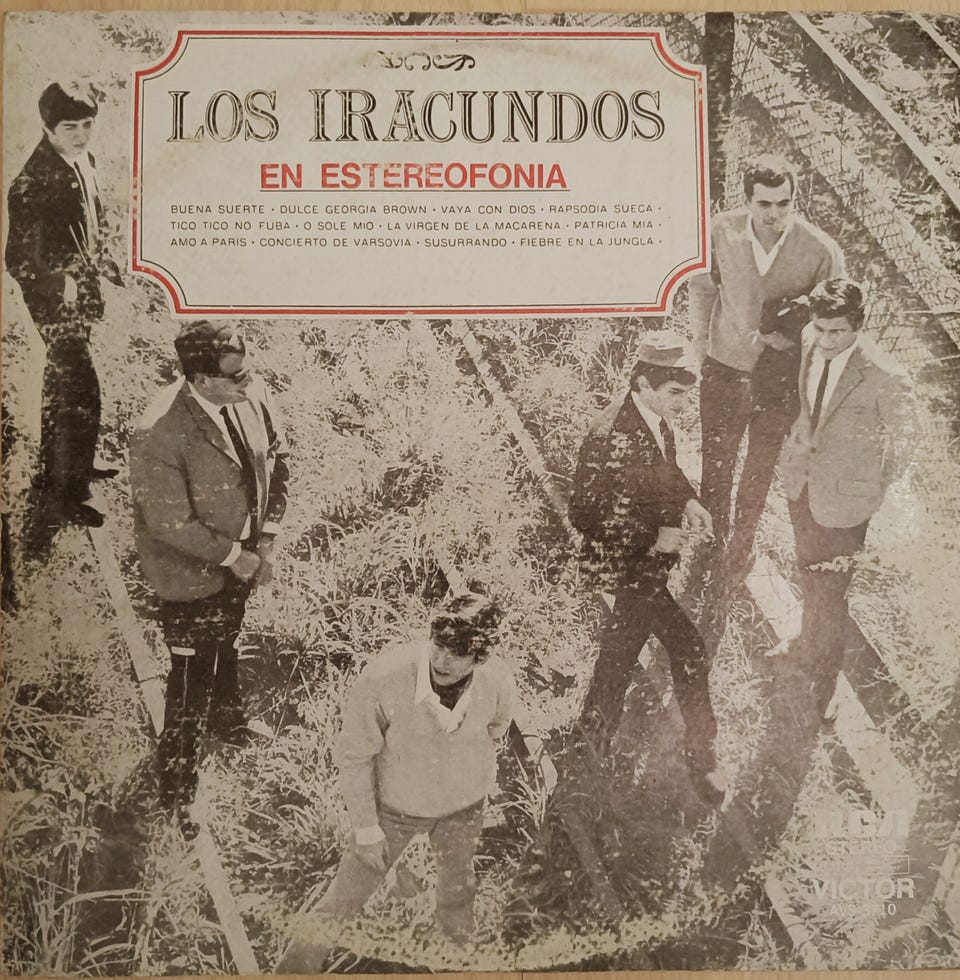 LOS IRACUNDOS
EN ESTEREOFONIA
BUENA SUERTE · DULCE GEORGIA BROWN · VAYA CON DIOS · RAPSODIA SUECA ·
TICO TICO NO FUBA · O SOLE MIO · LA VIRGEN DE LA MACARENA · PATRICIA MIA ·
AMO A PARIS · CONCIERTO DE VARSOVIA · SUSURRANDO · FIEBRE EN LA JUNGLA ·
RCA
STEREO
VICTOR